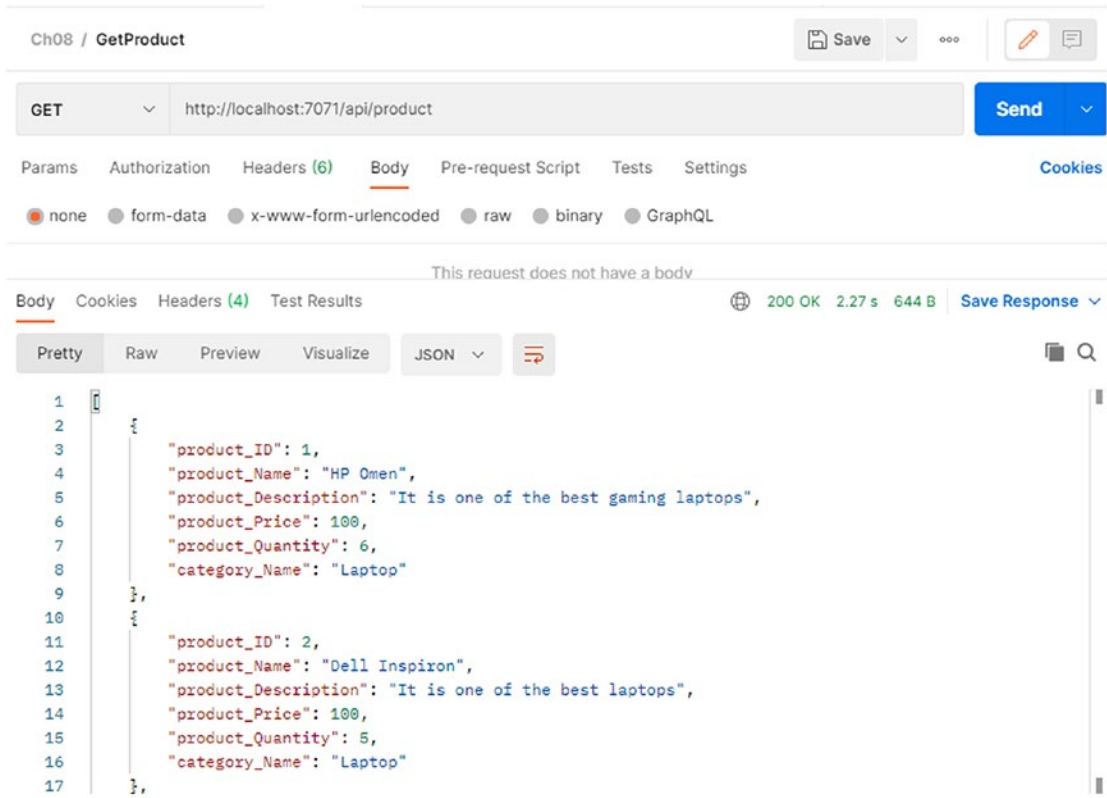 Ch08 / GetProduct Save
GET http://localhost:7071/api/product Send
Params Authorization Headers (6) Body Pre-request Script Tests Settings Cookies
none form-data x-www-form-urlencoded raw binary GraphQL
This request does not have a body
Body Cookies Headers (4) Test Results 200 OK 2.27 s 644 B Save Response
Pretty Raw Preview Visualize JSON
1 [
2 {
3 "product_ID": 1,
4 "product_Name": "HP Omen",
5 "product_Description": "It is one of the best gaming laptops",
6 "product_Price": 100,
7 "product_Quantity": 6,
8 "category_Name": "Laptop"
9 },
10 {
11 "product_ID": 2,
12 "product_Name": "Dell Inspiron",
13 "product_Description": "It is one of the best laptops",
14 "product_Price": 100,
15 "product_Quantity": 5,
16 "category_Name": "Laptop"
17 },